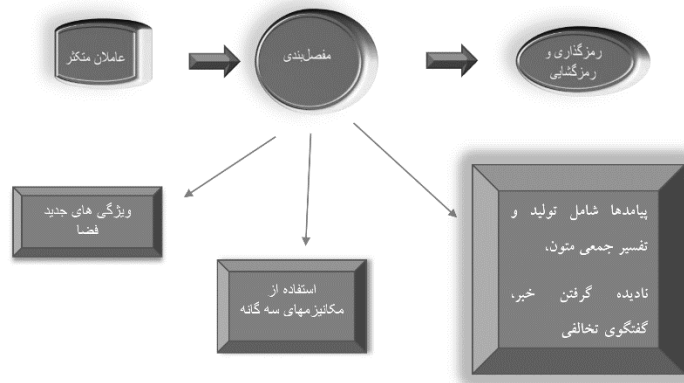 عاملان متکثر
مفصل‌بندی
رمزگذاری و
رمزگشایی
ویژگی های جدید
فضا
استفاده از
مکانیزمهای سه گانه
پیامدها شامل تولید و
تفسیر جمعی متون،
نادیده گرفتن خبر،
گفتگوی تخالفی